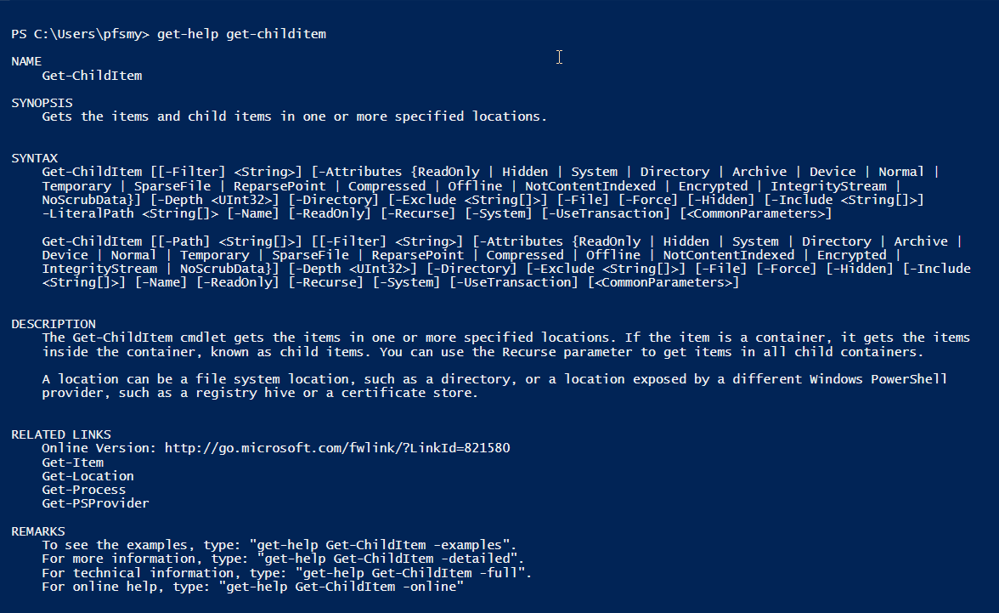 PS C:\Users\pfsmy> get-help get-childitem
NAME
Get-ChildItem
SYNOPSIS
Gets the items and child items in one or more specified locations.
SYNTAX
Get-ChildItem [[-Filter] <String>] [-Attributes {ReadOnly | Hidden | System | Directory | Archive | Device | Normal |
Temporary | SparseFile | ReparsePoint | Compressed | Offline | NotContentIndexed | Encrypted | IntegrityStream |
NoScrubData}] [-Depth <UInt32>] [-Directory] [-Exclude <String[]>] [-File] [-Force] [-Hidden] [-Include <String[]>]
-LiteralPath <String[]> [-Name] [-ReadOnly] [-Recurse] [-System] [-UseTransaction] [<CommonParameters>]
Get-ChildItem [[-Path] <String[]>] [[-Filter] <String>] [-Attributes {ReadOnly | Hidden | System | Directory | Archive |
Device | Normal | Temporary | SparseFile | ReparsePoint | Compressed | Offline | NotContentIndexed | Encrypted |
IntegrityStream | NoScrubData}] [-Depth <UInt32>] [-Directory] [-Exclude <String[]>] [-File] [-Force] [-Hidden] [-Include
<String[]>] [-Name] [-ReadOnly] [-Recurse] [-System] [-UseTransaction] [<CommonParameters>]
DESCRIPTION
The Get-ChildItem cmdlet gets the items in one or more specified locations. If the item is a container, it gets the items
inside the container, known as child items. You can use the Recurse parameter to get items in all child containers.
A location can be a file system location, such as a directory, or a location exposed by a different Windows PowerShell
provider, such as a registry hive or a certificate store.
RELATED LINKS
Online Version: http://go.microsoft.com/fwlink/?LinkId=821580
Get-Item
Get-Location
Get-Process
Get-PSProvider
REMARKS
To see the examples, type: "get-help Get-ChildItem -examples".
For more information, type: "get-help Get-ChildItem -detailed".
For technical information, type: "get-help Get-ChildItem -full".
For online help, type: "get-help Get-ChildItem -online"